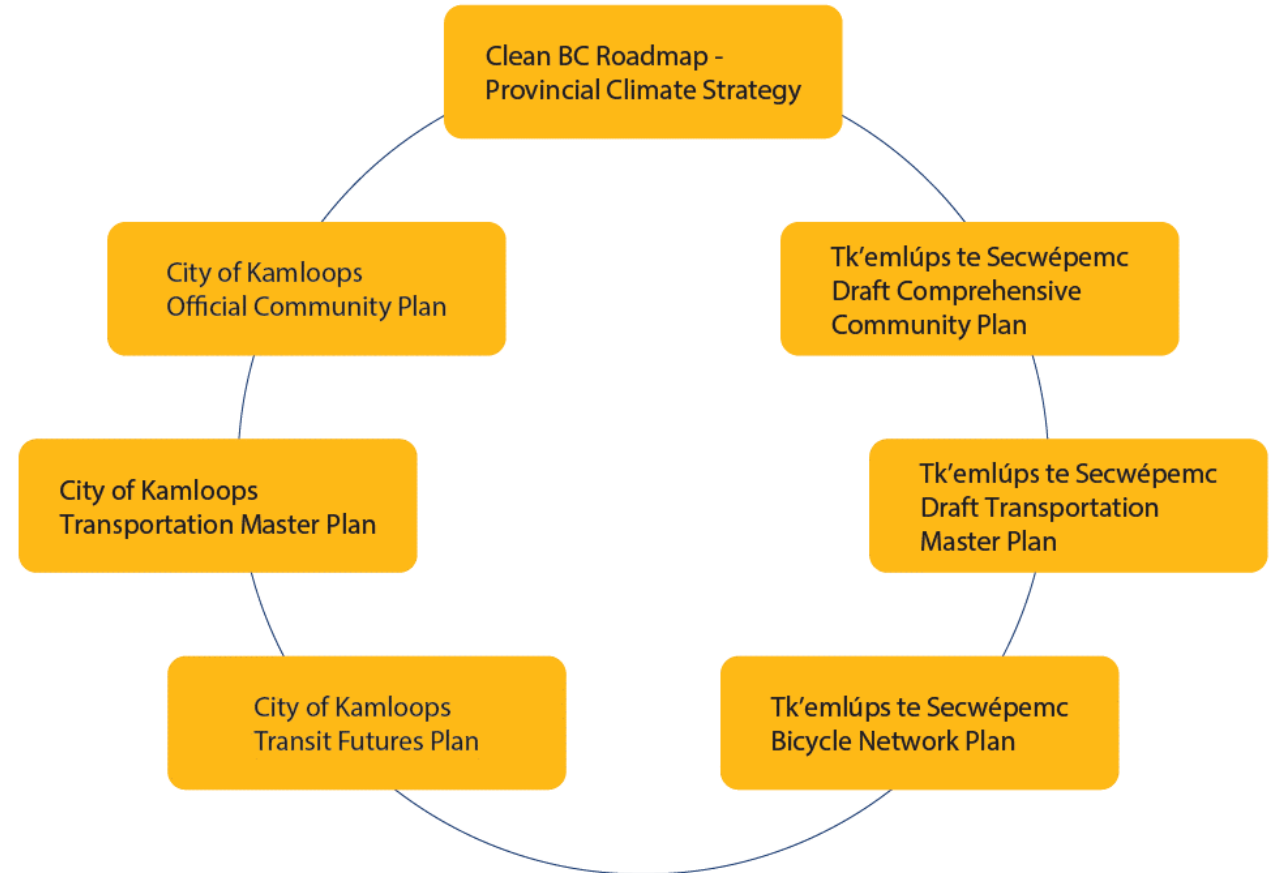 Clean BC Roadmap -
Provincial Climate Strategy
City of Kamloops
Official Community Plan
Tk’emlúps te Secwépemc
Draft Comprehensive
Community Plan
City of Kamloops
Transportation Master Plan
Tk’emlúps te Secwépemc
Draft Transportation
Master Plan
City of Kamloops
Transit Futures Plan
Tk’emlúps te Secwépemc
Bicycle Network Plan